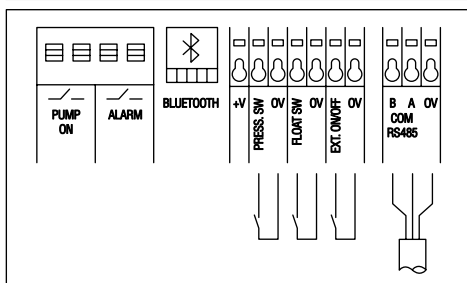 PUMP
ON
ALARM
BLUETOOTH
+V
PRESS. SW
0V
FLOAT SW
0V
EXT. ON/OFF
0V
B A 0V
COM
RS485